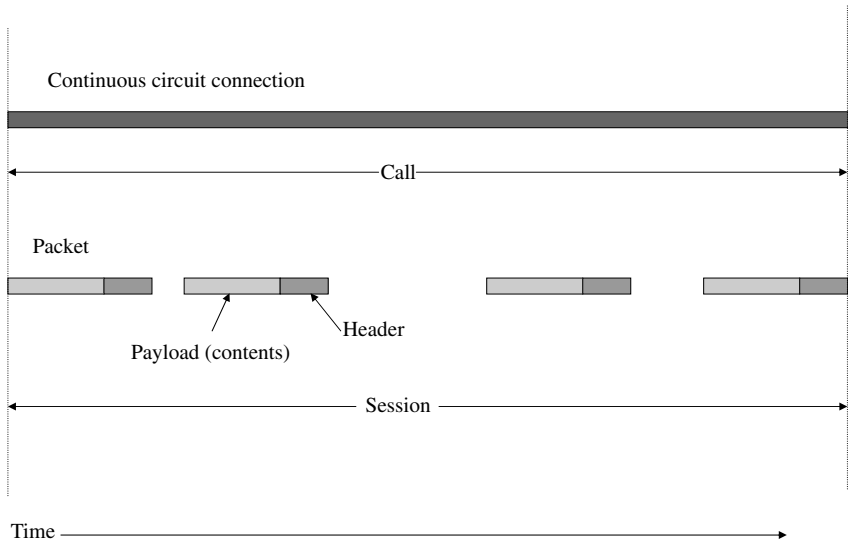 Continuous circuit connection
Call
Packet
Header
Payload (contents)
Session
Time